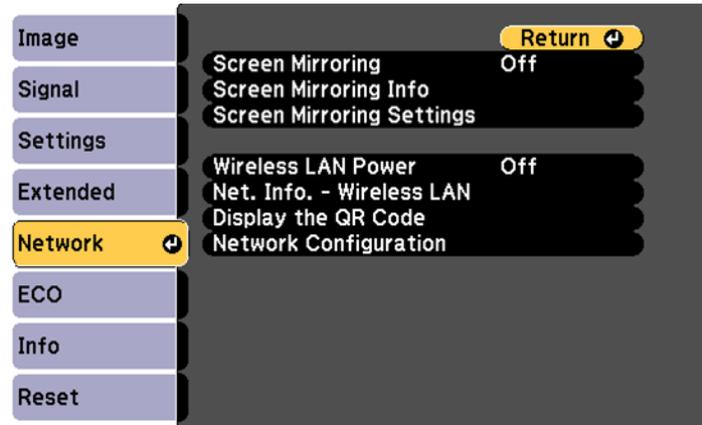 Image
Signal
Settings
Extended
Network
ECO
Info
Reset
Return
Screen Mirroring Off
Screen Mirroring Info
Screen Mirroring Settings
Wireless LAN Power Off
Net. Info. - Wireless LAN
Display the QR Code
Network Configuration